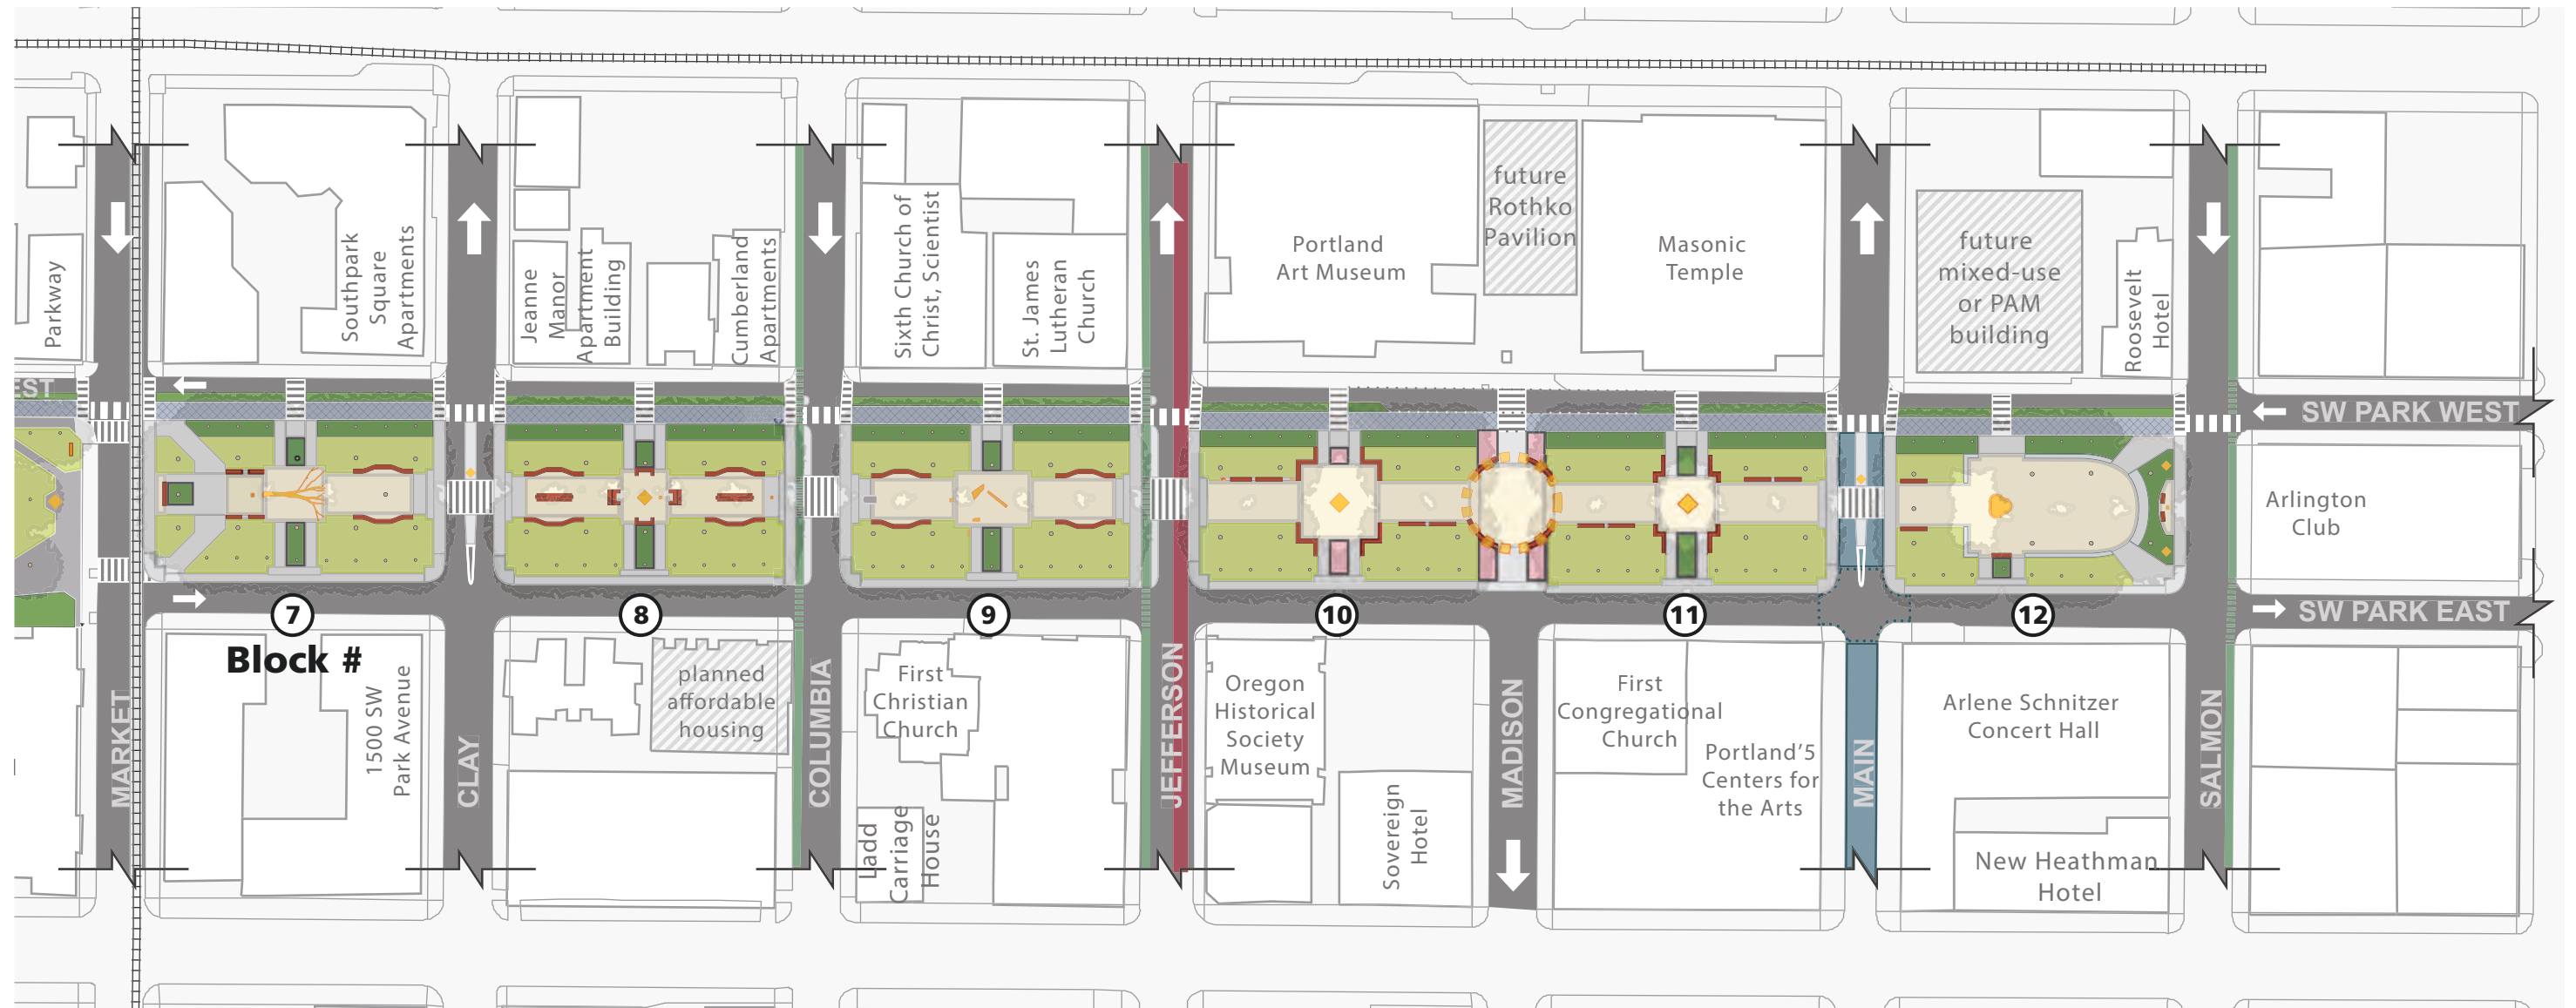 Parkway
Southpark
Square
Apartments
Jeanne
Manor
Apartment
Building
Cumberland
Apartments
Sixth Church of
Christ, Scientist
St. James
Lutheran
Church
Portland
Art Museum
future
Rothko
Pavilion
Masonic
Temple
future
mixed-use
or PAM
building
Roosevelt
Hotel
EST
SW PARK WEST
Arlington
Club
7
8
9
10
11
12
SW PARK EAST
Block #
MARKET
1500 SW
Park Avenue
CLAY
planned
affordable
housing
COLUMBIA
First
Christian
Church
Ladd
Carriage
House
JEFFERSON
Oregon
Historical
Society
Museum
Sovereign
Hotel
MADISON
First
Congregational
Church
Portland’5
Centers for
the Arts
MAIN
Arlene Schnitzer
Concert Hall
New Heathman
Hotel
SALMON